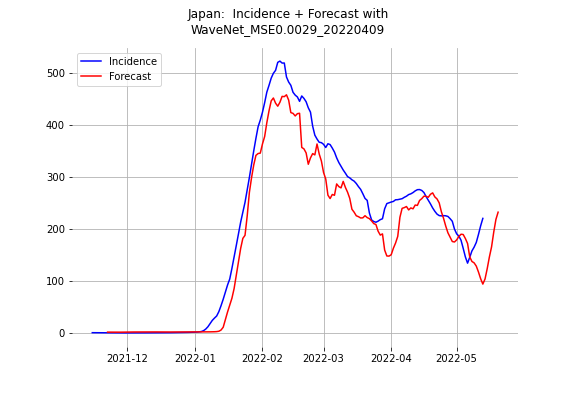 Japan: Incidence + Forecast with
WaveNet_MSE0.0029_20220409
Incidence
Forecast
500
400
300
200
100
0
2021-12 2022-01 2022-02 2022-03 2022-04 2022-05